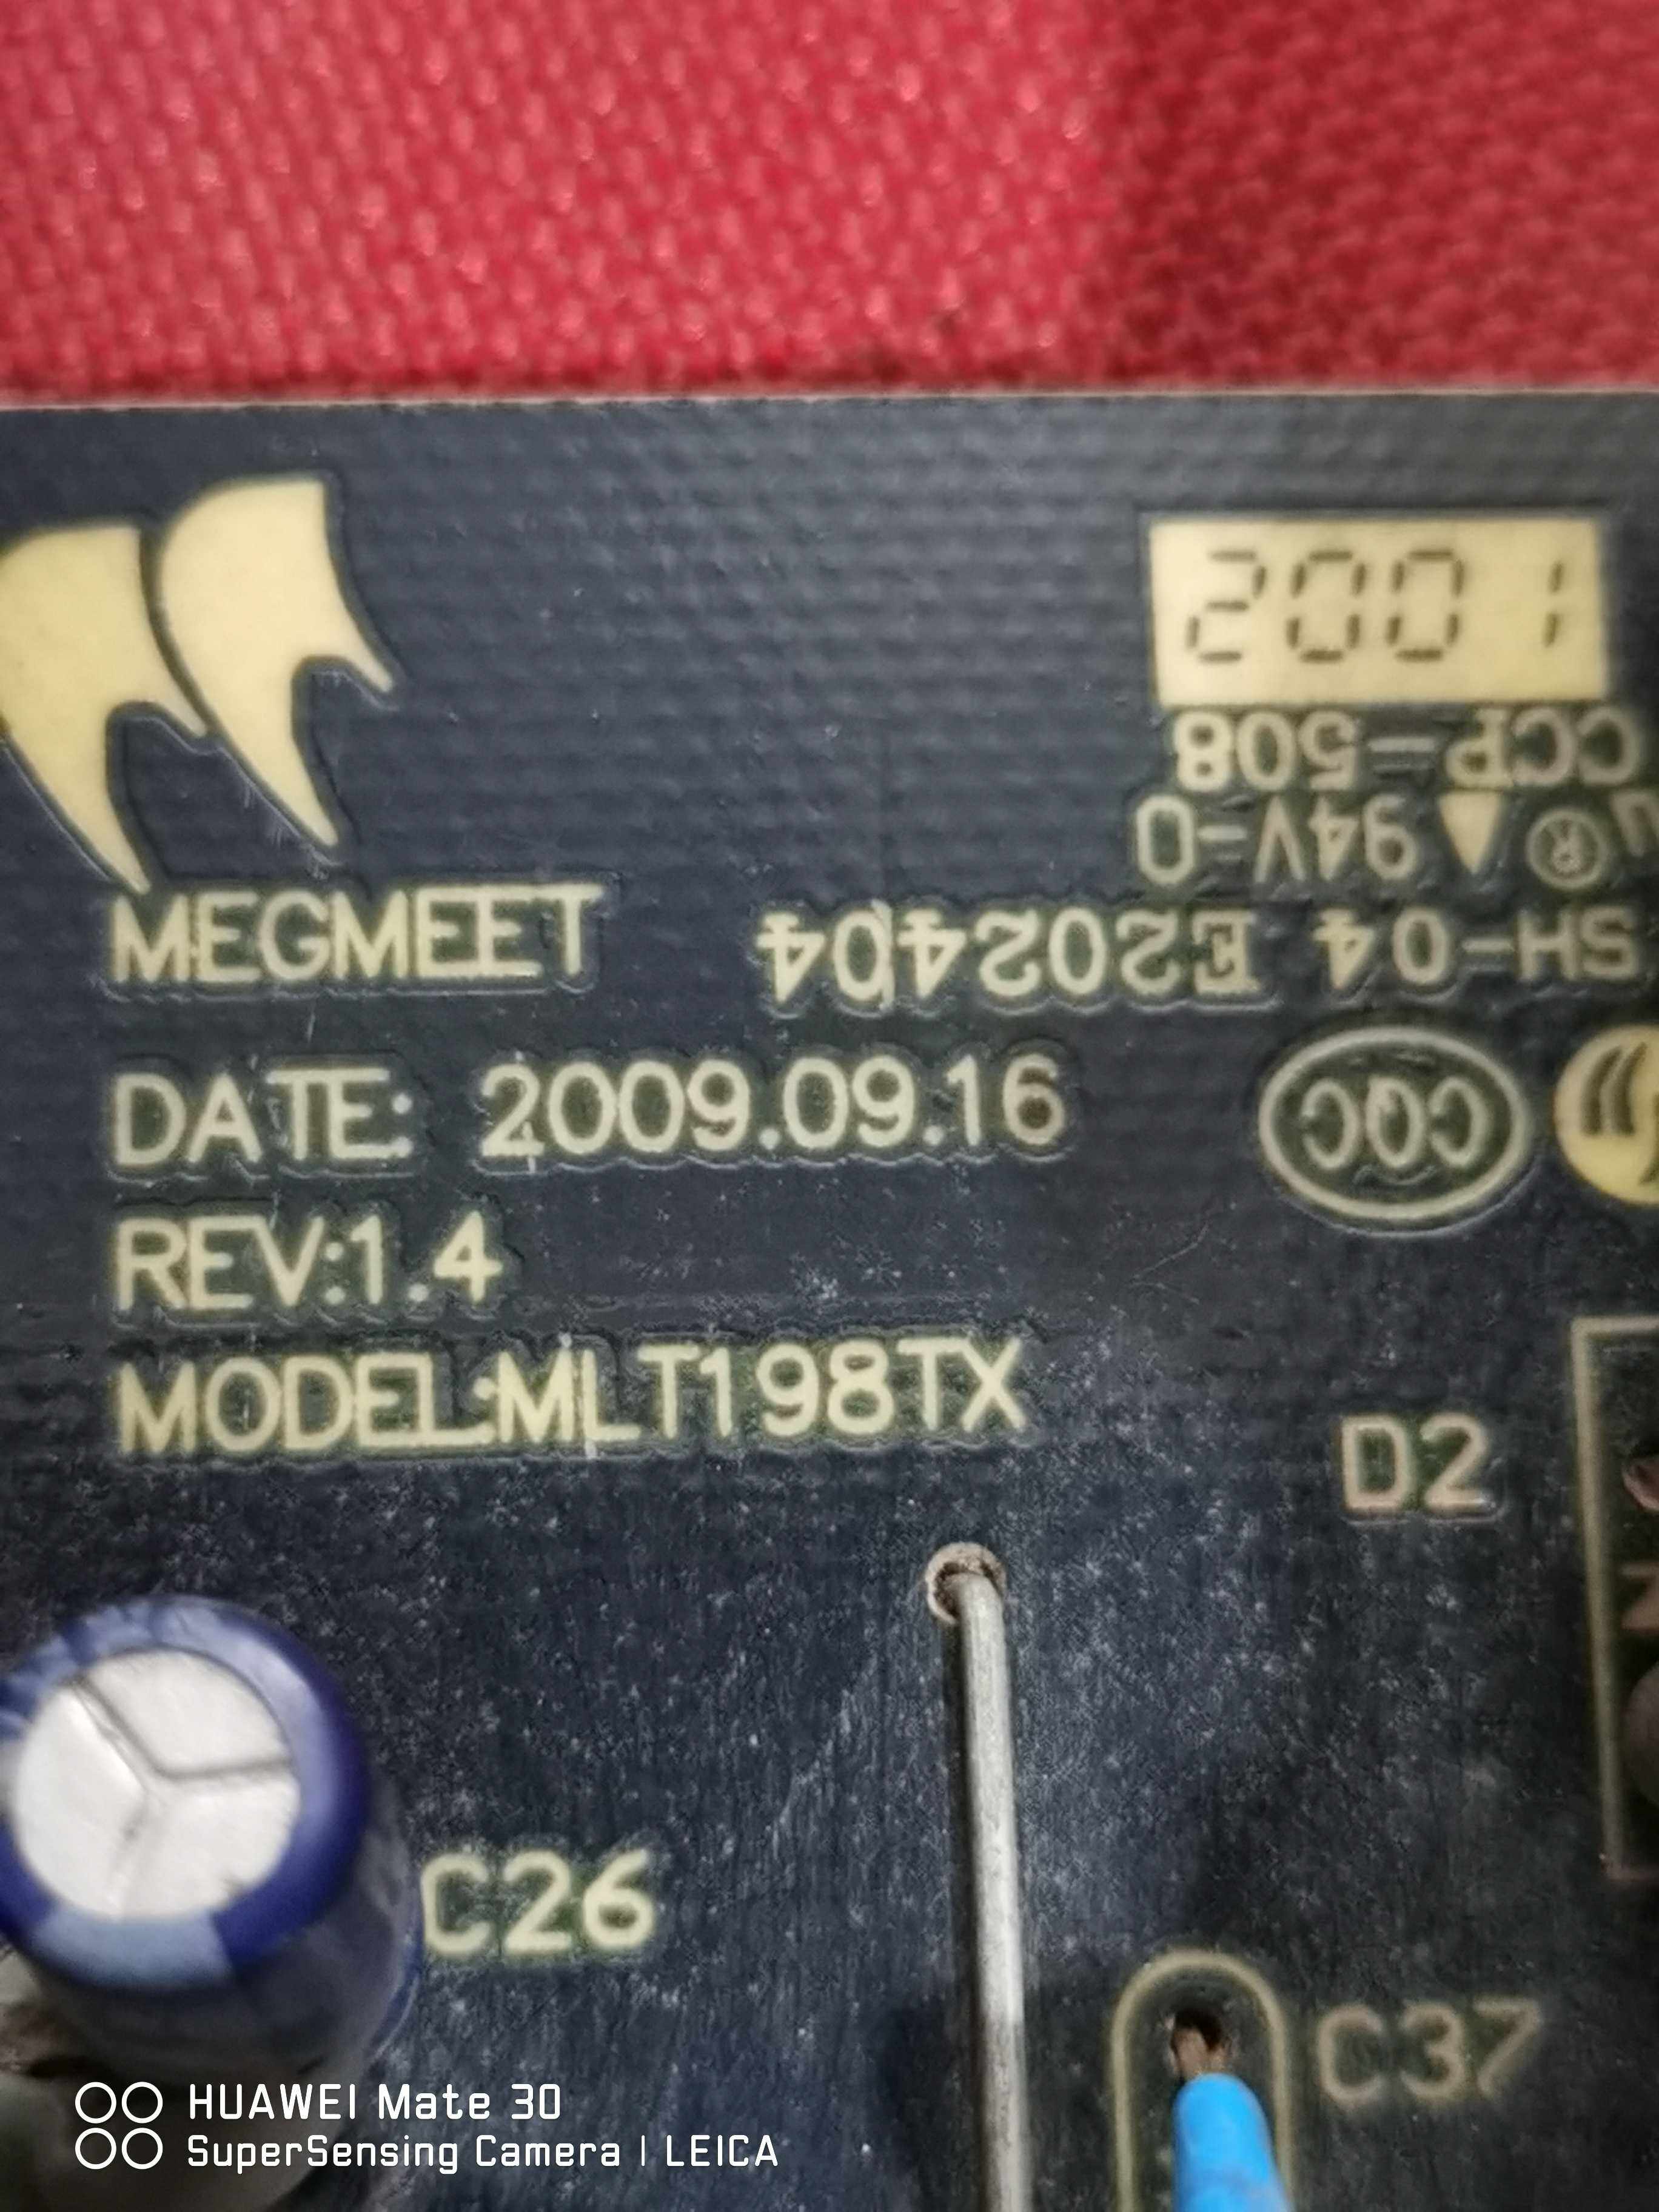 2001
CCP-508
® 94V-0
SH-04 E202404
CQC
MEGMEET
DATE: 2009.09.16
REV:1.4
MODEL:MLT198TX
D2
C26
C37
HUAWEI Mate 30
SuperSensing Camera | LEICA